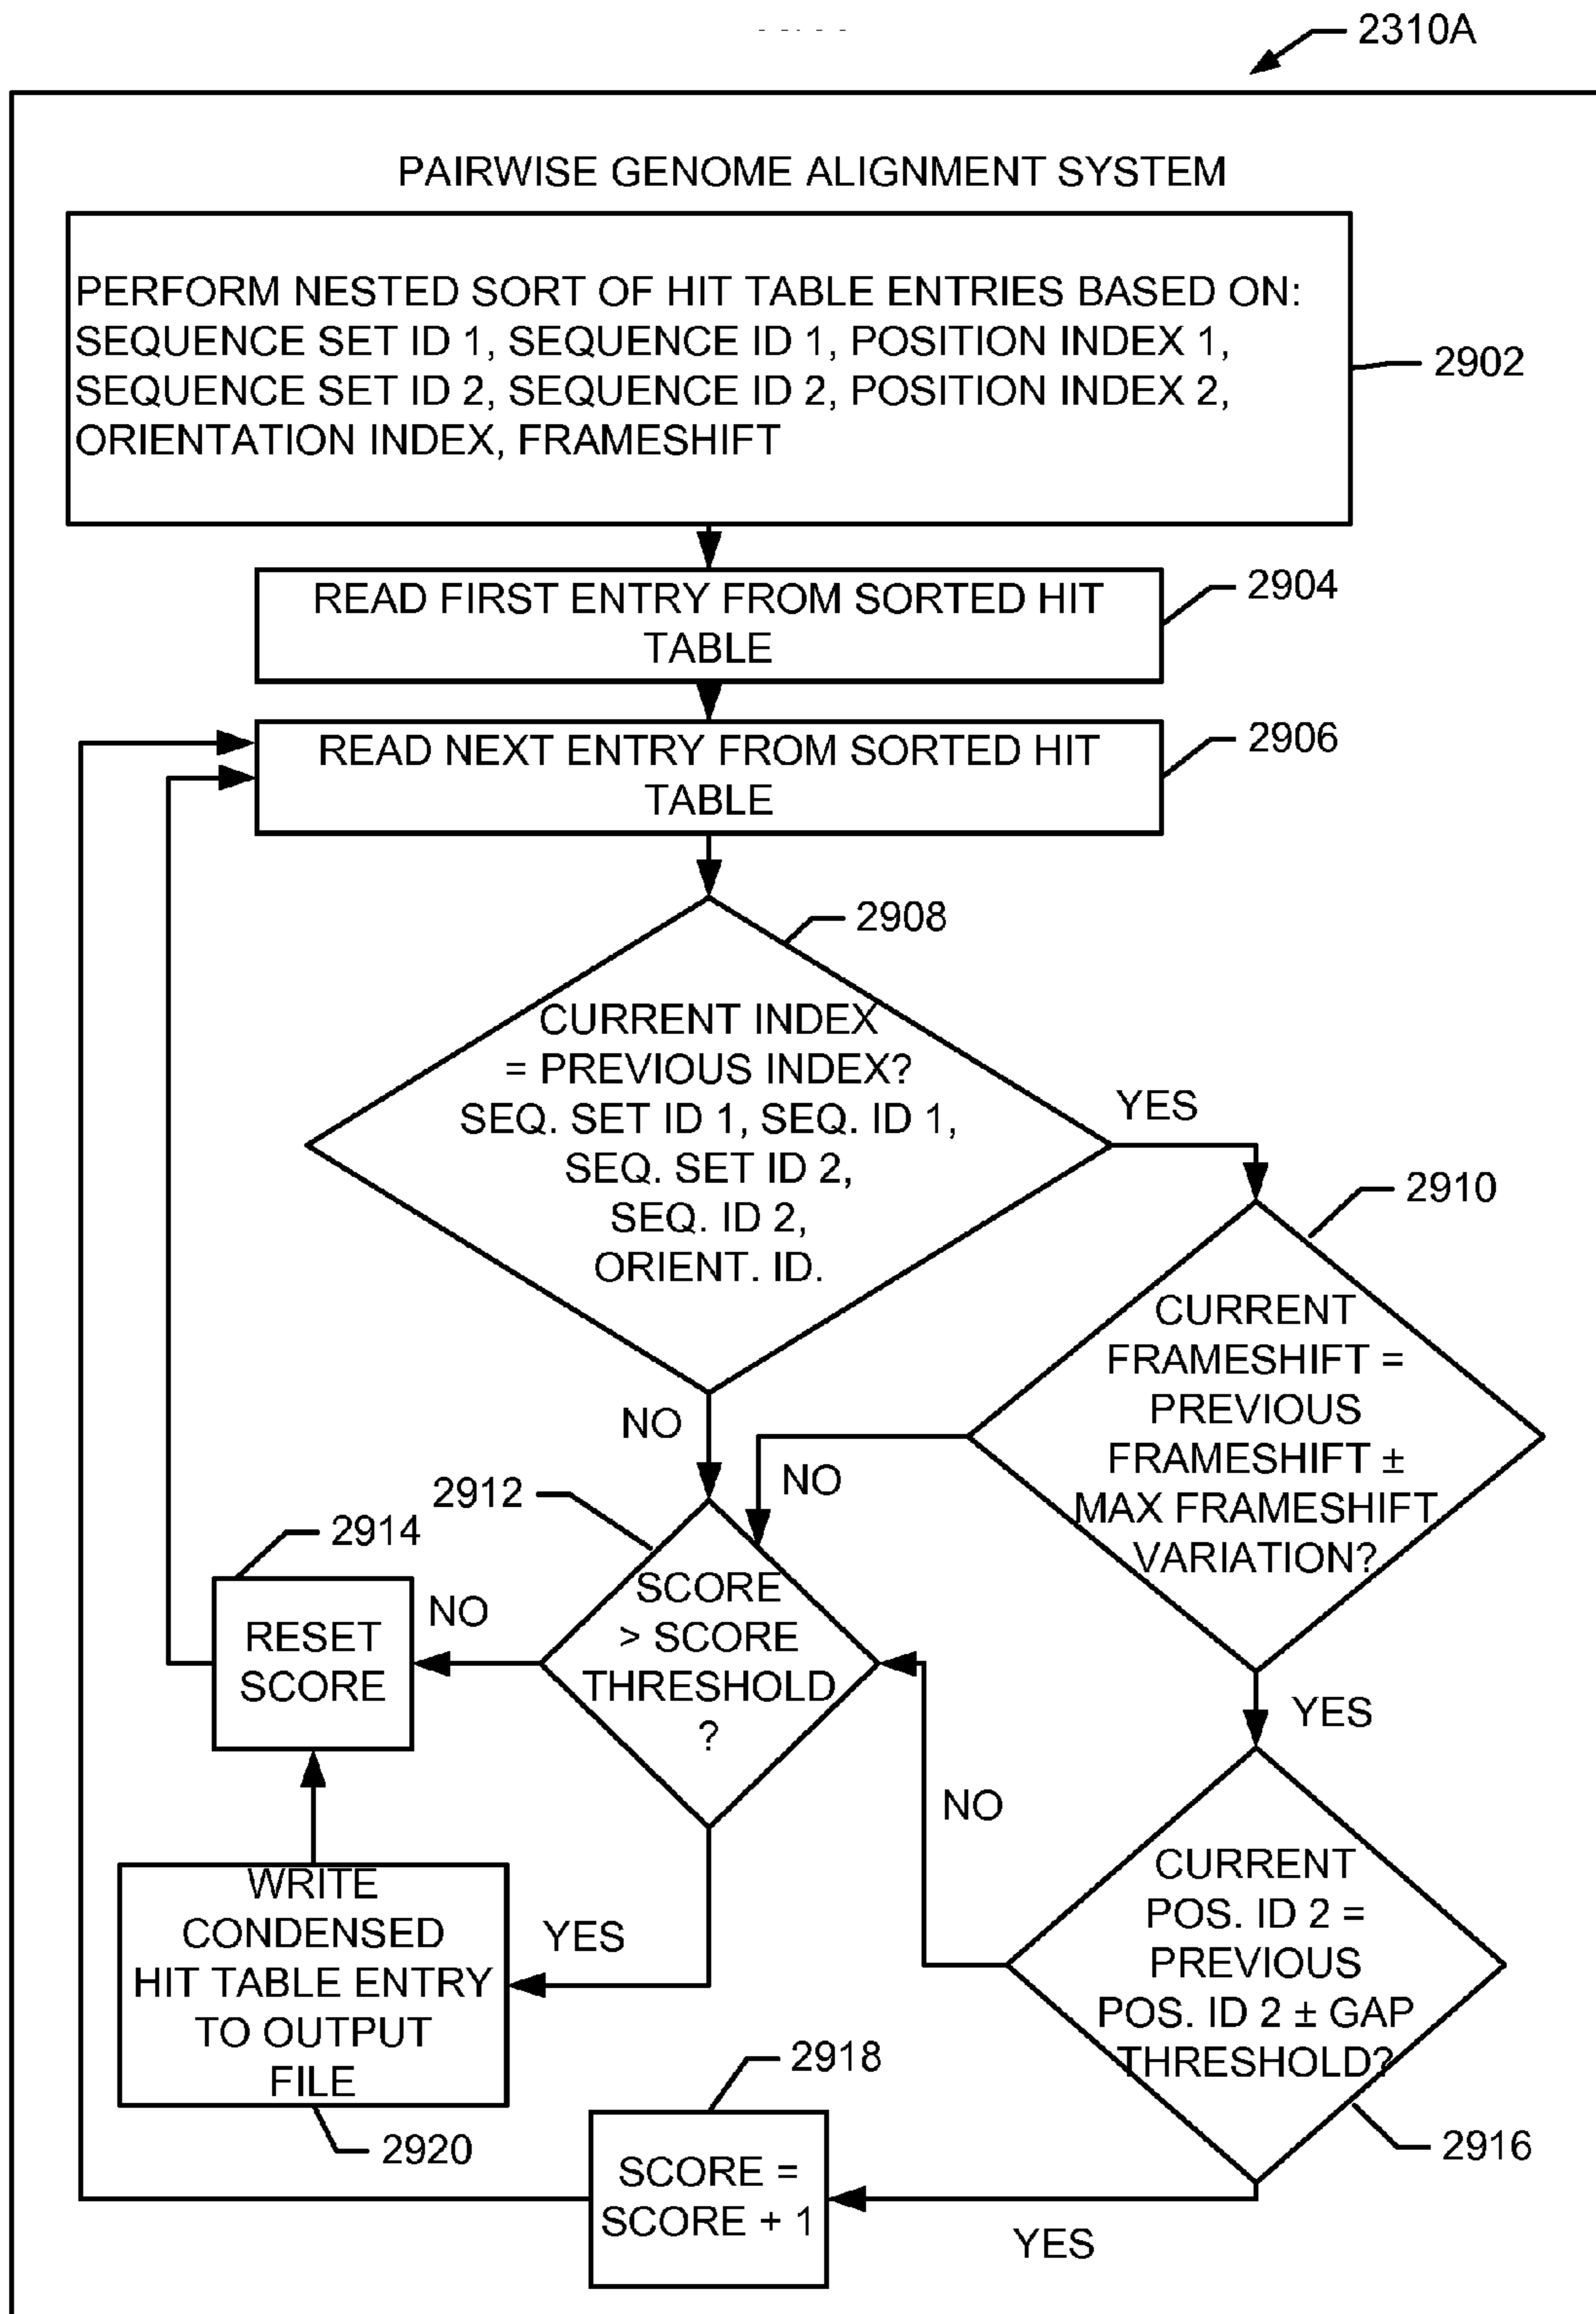 2310A
PAIRWISE GENOME ALIGNMENT SYSTEM
PERFORM NESTED SORT OF HIT TABLE ENTRIES BASED ON:
SEQUENCE SET ID 1, SEQUENCE ID 1, POSITION INDEX 1,
SEQUENCE SET ID 2, SEQUENCE ID 2, POSITION INDEX 2,
ORIENTATION INDEX, FRAMESHIFT
2902
READ FIRST ENTRY FROM SORTED HIT
TABLE
2904
READ NEXT ENTRY FROM SORTED HIT
TABLE
2906
2908
CURRENT INDEX
= PREVIOUS INDEX?
SEQ. SET ID 1, SEQ. ID 1,
SEQ. SET ID 2,
SEQ. ID 2,
ORIENT. ID.
YES
NO
2910
CURRENT
FRAMESHIFT =
PREVIOUS
FRAMESHIFT ±
MAX FRAMESHIFT
VARIATION?
NO
YES
2912
SCORE
> SCORE
THRESHOLD
?
NO
YES
2914
RESET
SCORE
WRITE
CONDENSED
HIT TABLE ENTRY
TO OUTPUT
FILE
2920
CURRENT
POS. ID 2 =
PREVIOUS
POS. ID 2 ± GAP
THRESHOLD?
NO
2916
YES
2918
SCORE =
SCORE + 1